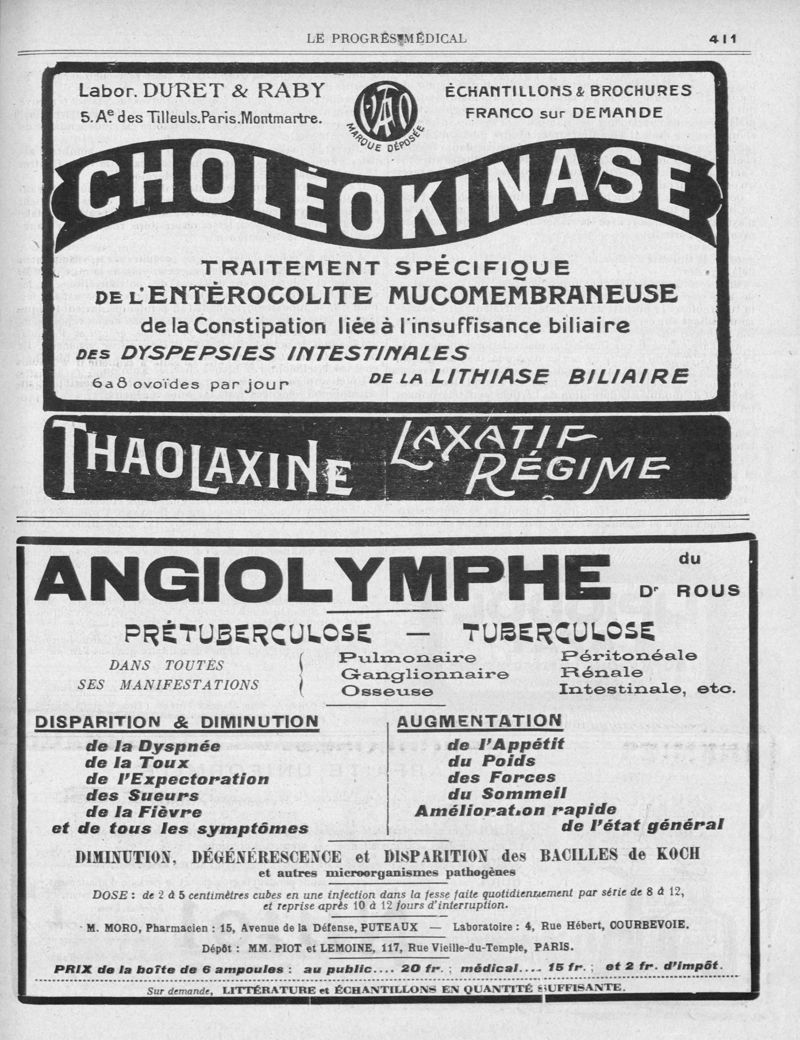 LE PROGRÈS MÉDICAL
411
Labor. DURET & RABY
5. Ae des Tilleuls. Paris. Montmartre.
MARQUE DÉPOSÉE
ÉCHANTILLONS & BROCHURES
FRANCO sur DEMANDE
CHOLÉOKINASE
TRAITEMENT SPÉCIFIQUE
DE L'ENTÉROCOLITE MUCOMEMBRANEUSE
de la Constipation liée à l'insuffisance biliaire
DES DYSPEPSIES INTESTINALES
6 a 8 ovoïdes par jour
DE LA LITHIASE BILIAIRE
THAOLAXINE
LAXATIF
RÉGIME
ANGIOLYMPHE
du
Dr ROUS
PRÉTUBERCULOSE — TUBERCULOSE
DANS TOUTES
SES MANIFESTATIONS
Pulmonaire
Ganglionnaire
Osseuse
Péritonéale
Rénale
Intestinale, etc.
DISPARITION & DIMINUTION
de la Dyspnée
de la Toux
de l'Expectoration
des Sueurs
de la Fièvre
et de tous les symptômes
AUGMENTATION
de l'Appétit
du Poids
des Forces
du Sommeil
Amélioration rapide
de l'état général
DIMINUTION, DÉGÉNÉRESCENCE et DISPARITION des BACILLES de KOCH
et autres microorganismes pathogènes
DOSE : de 2 à 5 centimètres cubes en une injection dans la fesse faite quotidiennement par série de 8 à 12,
et reprise après 10 à 12 jours d'interruption.
M. MORO, Pharmacien : 15, Avenue de la Défense, PUTEAUX — Laboratoire : 4, Rue Hébert, COURBEVOIE.
Dépôt : MM. PIOT et LEMOINE, 117, Rue Vieille-du-Temple, PARIS.
PRIX de la boîte de 6 ampoules : au public.... 20 fr. ; médical.... 15 fr. ; et 2 fr. d'impôt.
Sur demande, LITTÉRATURE et ÉCHANTILLONS EN QUANTITÉ SUFFISANTE.